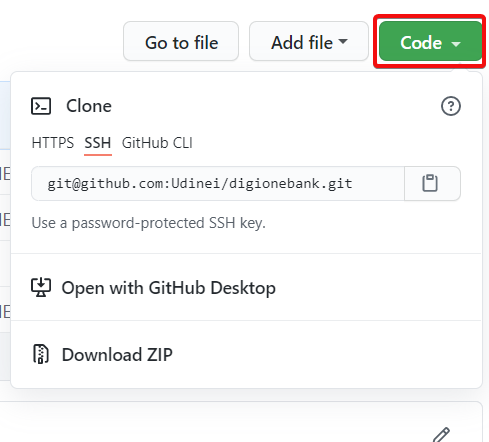 Go to file
Add file
Code
Clone
HTTPS SSH GitHub CLI
git@github.com:Udinei/digionebank.git
Use a password-protected SSH key.
Open with GitHub Desktop
Download ZIP